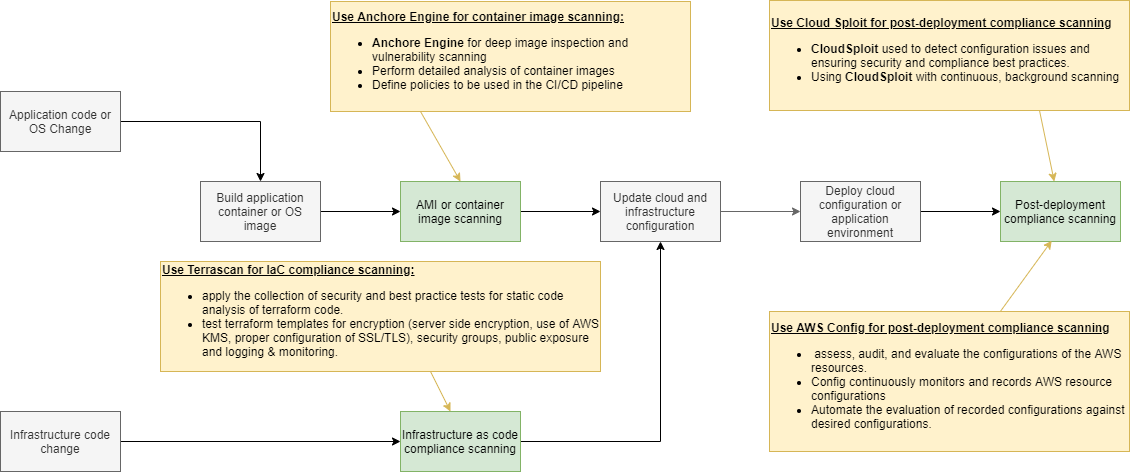 Use Anchore Engine for container image scanning:
• Anchore Engine for deep image inspection and
vulnerability scanning
• Perform detailed analysis of container images
• Define policies to be used in the CI/CD pipeline
Use Cloud Sploit for post-deployment compliance scanning
• CloudSploit used to detect configuration issues and
ensuring security and compliance best practices.
• Using CloudSploit with continuous, background scanning
Application code or
OS Change
Build application
container or OS
image
AMI or container
image scanning
Update cloud and
infrastructure
configuration
Deploy cloud
configuration or
application
environment
Post-deployment
compliance scanning
Use Terrascan for IaC compliance scanning:
• apply the collection of security and best practice tests for static code
analysis of terraform code.
• test terraform templates for encryption (server side encryption, use of AWS
KMS, proper configuration of SSL/TLS), security groups, public exposure
and logging & monitoring.
Use AWS Config for post-deployment compliance scanning
• assess, audit, and evaluate the configurations of the AWS
resources.
• Config continuously monitors and records AWS resource
configurations
• Automate the evaluation of recorded configurations against
desired configurations.
Infrastructure code
change
Infrastructure as code
compliance scanning